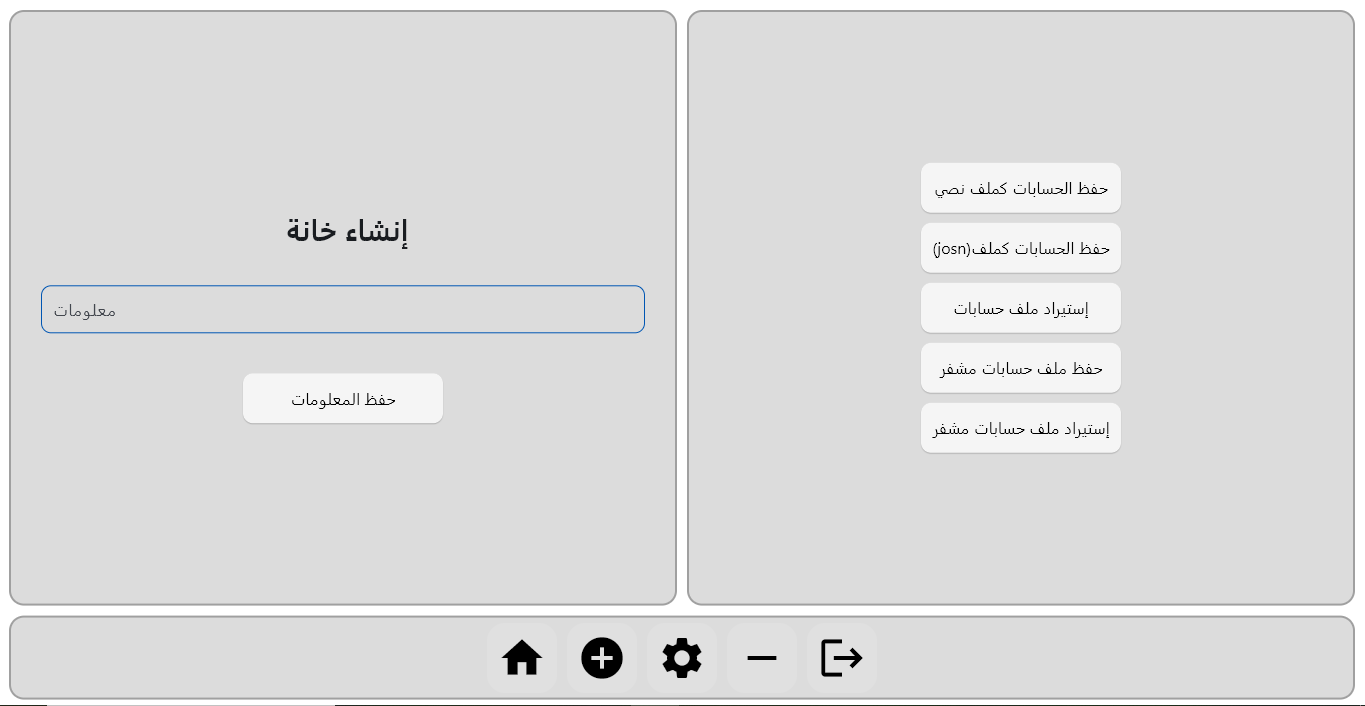 إنشاء خانة
معلومات
حفظ المعلومات
حفظ الحسابات كملف نصي
حفظ الحسابات كملف(josn)
إستيراد ملف حسابات
حفظ ملف حسابات مشفر
إستيراد ملف حسابات مشفر